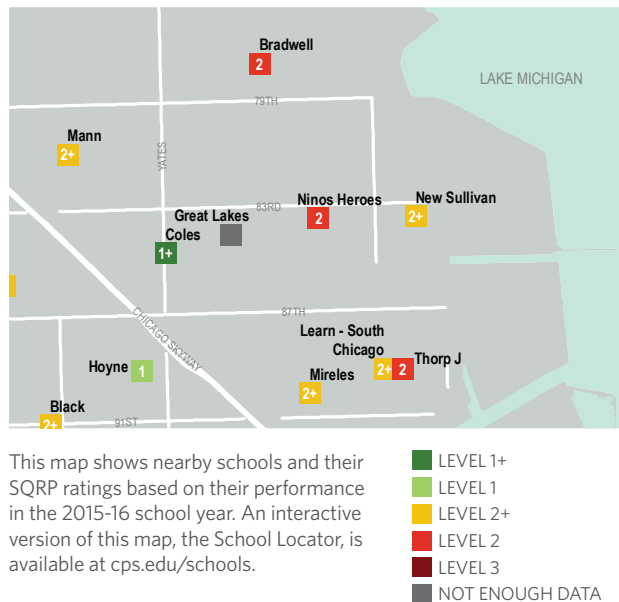 Bradwell
2
LAKE MICHIGAN
79TH
Mann
2+
YATES
Ninos Heroes
New Sullivan
83RD
2
2+
Great Lakes
Coles
1+
87TH
CHICAGO SKYWAY
Learn - South
Chicago
Thorp J
2+
2
Hoyne
1
Mireles
2+
Black
2+
91ST
This map shows nearby schools and their
SQRP ratings based on their performance
in the 2015-16 school year. An interactive
version of this map, the School Locator, is
available at cps.edu/schools.
LEVEL 1+
LEVEL 1
LEVEL 2+
LEVEL 2
LEVEL 3
NOT ENOUGH DATA